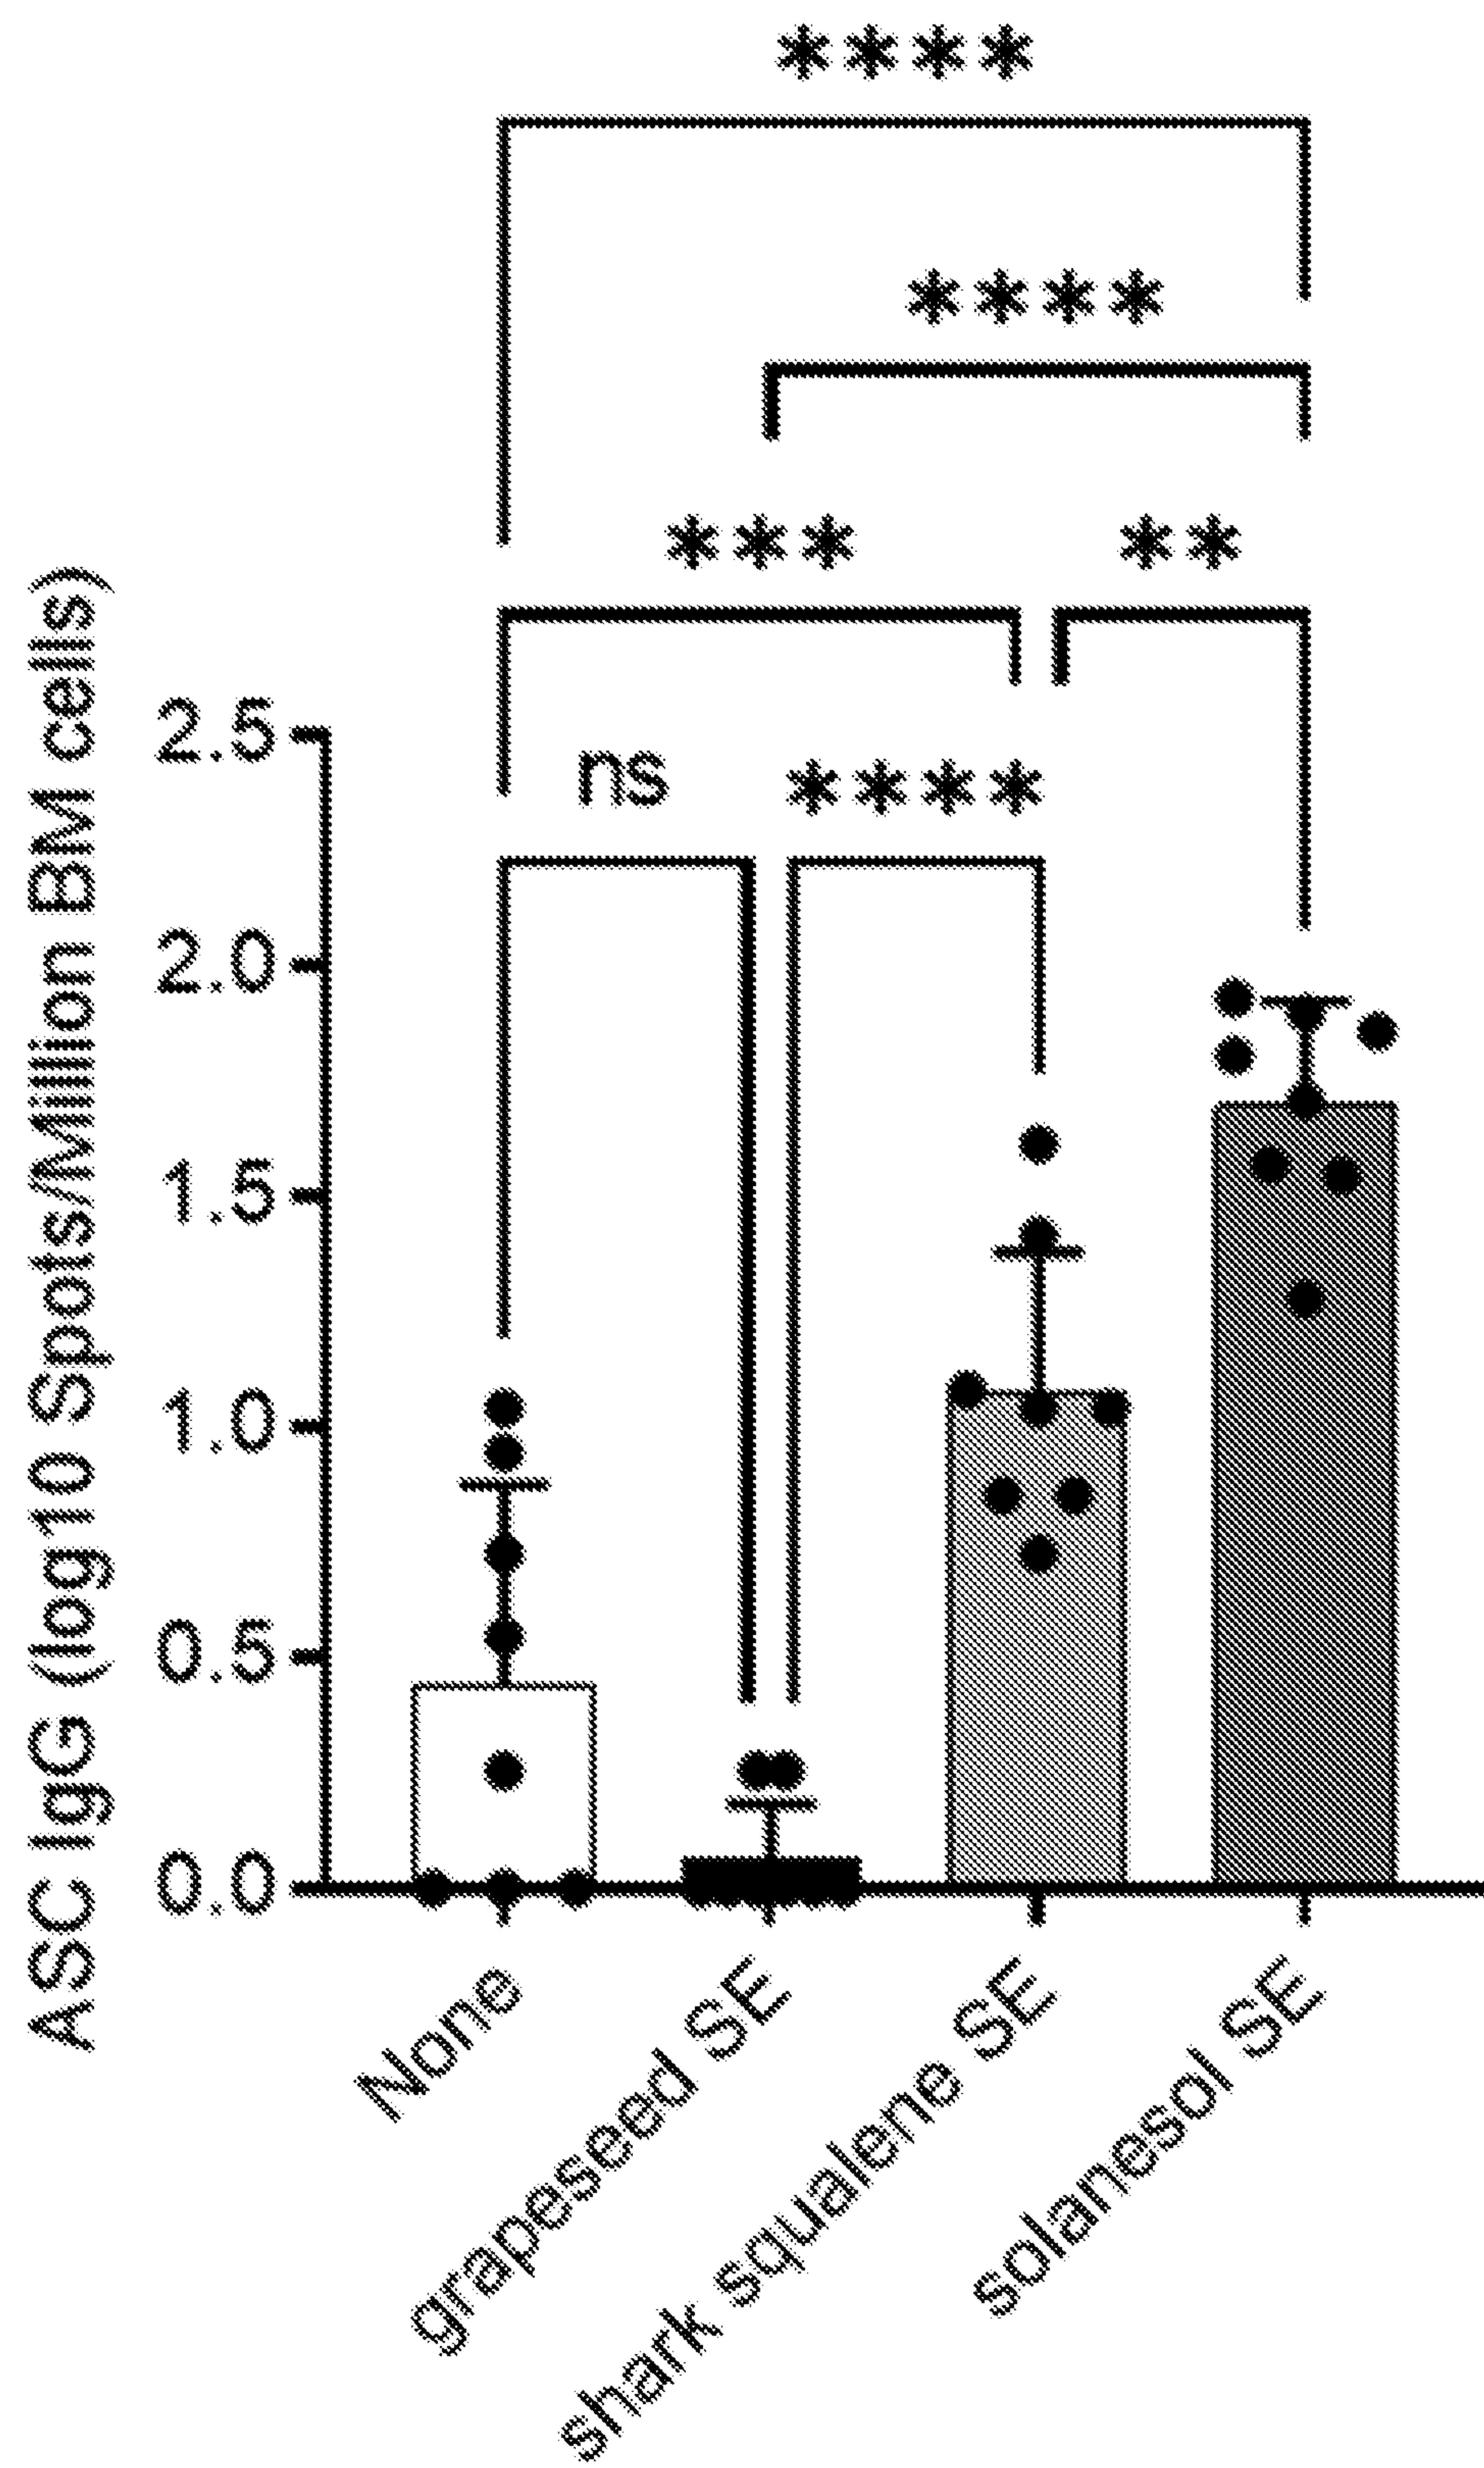 ****
****
*** **
ns ****
ASC IgG (log10 Spots/Million BM cells)
2.5
2.0
1.5
1.0
0.5
0.0
None
grapeseed SE
shark squalene SE
solanesol SE